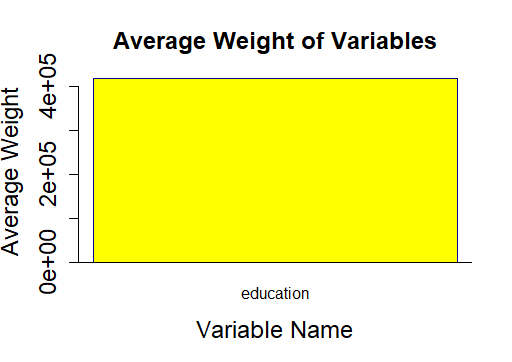 Average Weight of Variables
Average Weight
4e+05
2e+05
0e+00
education
Variable Name